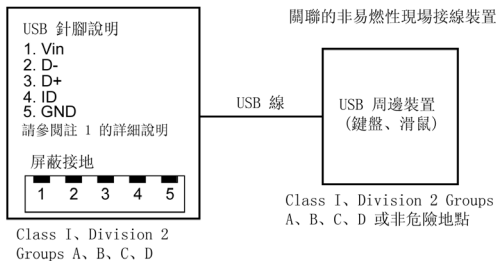 USB 針腳說明
1. Vin
2. D-
3. D+
4. ID
5. GND
請參閱註 1 的詳細說明
屏蔽接地
1 2 3 4 5
Class I、Division 2
Groups A、B、C、D
USB 線
關聯的非易燃性現場接線裝置
USB 周邊裝置
(鍵盤、滑鼠)
Class I、Division 2 Groups
A、B、C、D 或非危險地點